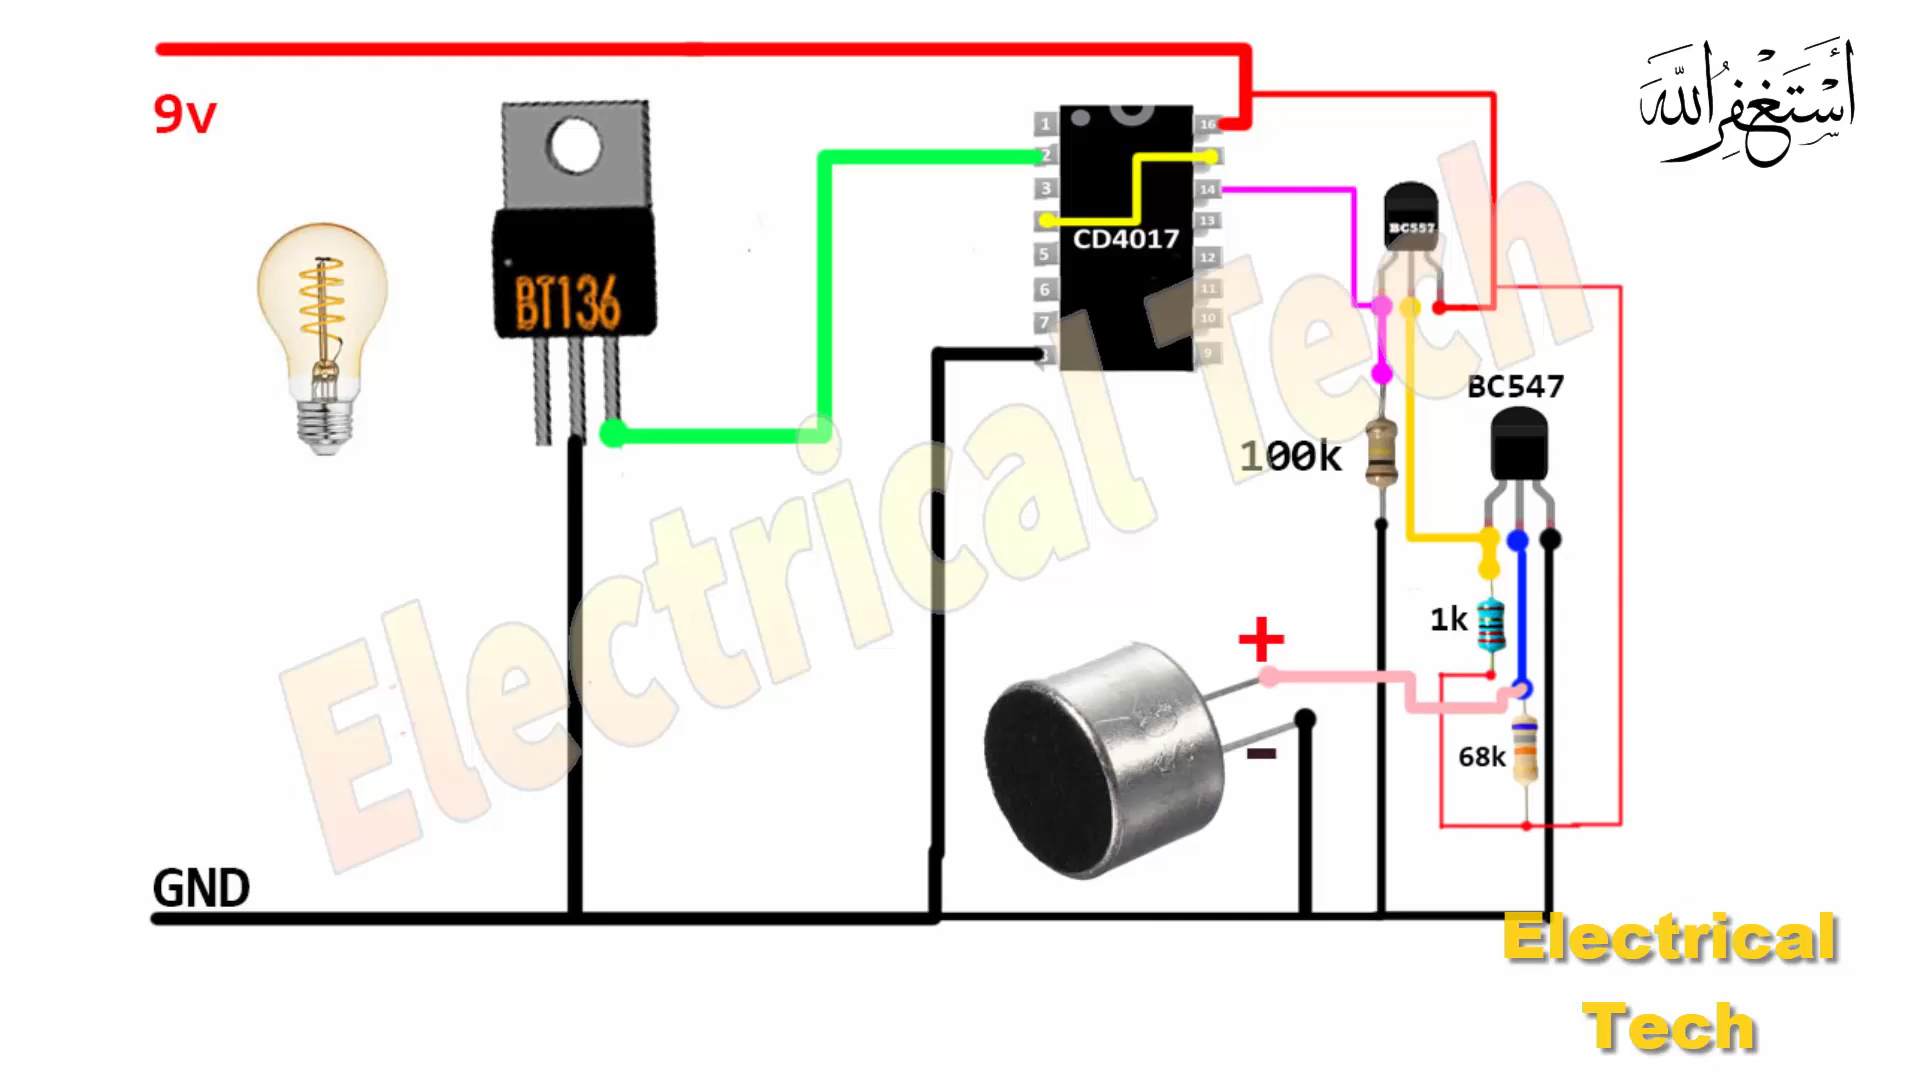 أَسْتَغْفِرُ اللّٰه
9v
BT136
1
2
3
5
6
7
16
14
13
12
11
10
9
CD4017
BC557
BC547
100k
1k
68k
+
-
GND
Electrical Tech
Electrical
Tech